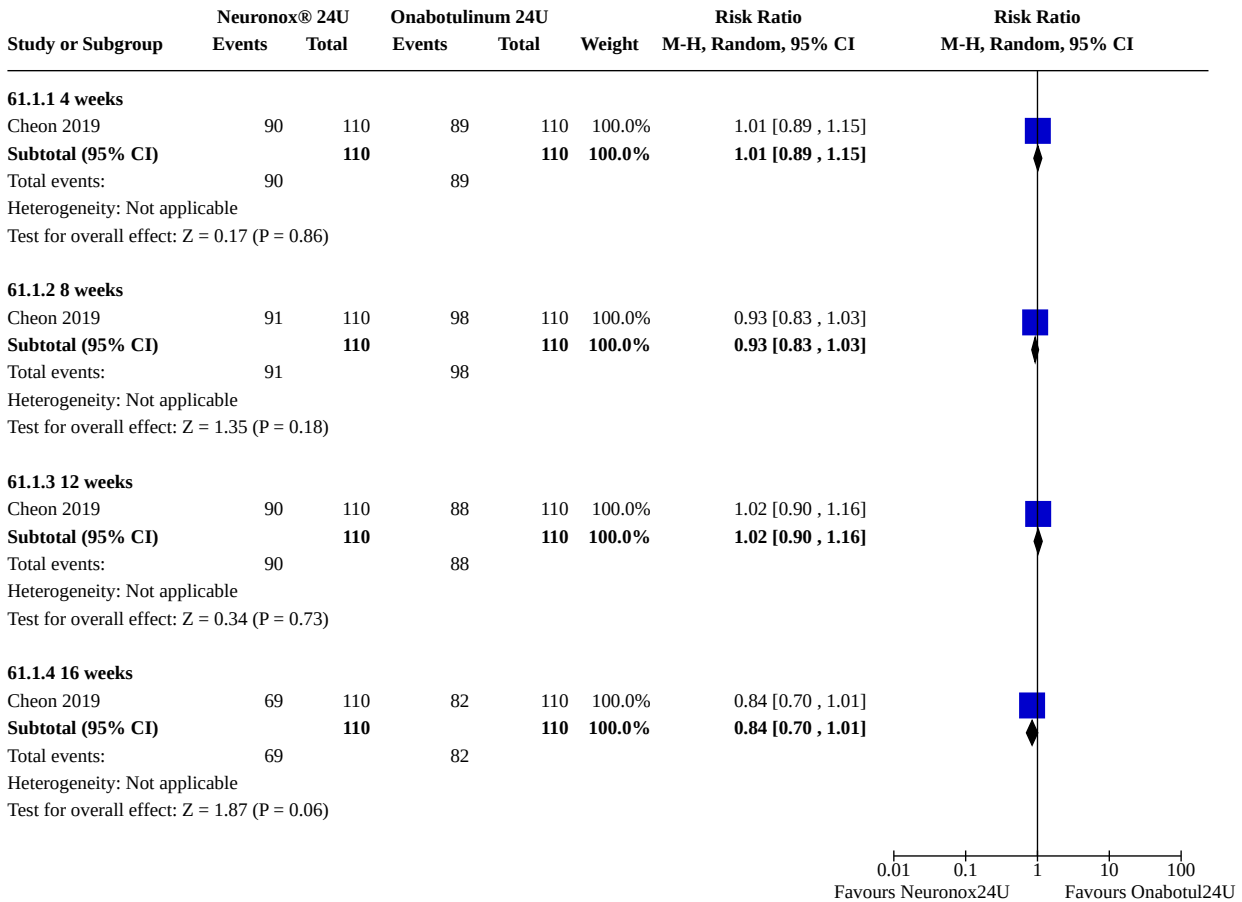 Neuronox® 24U Onabotulinum 24U Risk Ratio Risk Ratio
Study or Subgroup Events Total Events Total Weight M-H, Random, 95% CI M-H, Random, 95% CI
61.1.1 4 weeks
Cheon 2019 90 110 89 110 100.0% 1.01 [0.89 , 1.15]
Subtotal (95% CI) 110 110 100.0% 1.01 [0.89 , 1.15]
Total events: 90 89
Heterogeneity: Not applicable
Test for overall effect: Z = 0.17 (P = 0.86)
61.1.2 8 weeks
Cheon 2019 91 110 98 110 100.0% 0.93 [0.83 , 1.03]
Subtotal (95% CI) 110 110 100.0% 0.93 [0.83 , 1.03]
Total events: 91 98
Heterogeneity: Not applicable
Test for overall effect: Z = 1.35 (P = 0.18)
61.1.3 12 weeks
Cheon 2019 90 110 88 110 100.0% 1.02 [0.90 , 1.16]
Subtotal (95% CI) 110 110 100.0% 1.02 [0.90 , 1.16]
Total events: 90 88
Heterogeneity: Not applicable
Test for overall effect: Z = 0.34 (P = 0.73)
61.1.4 16 weeks
Cheon 2019 69 110 82 110 100.0% 0.84 [0.70 , 1.01]
Subtotal (95% CI) 110 110 100.0% 0.84 [0.70 , 1.01]
Total events: 69 82
Heterogeneity: Not applicable
Test for overall effect: Z = 1.87 (P = 0.06)
0.01 0.1 1 10 100
Favours Neuronox24U Favours Onabotul24U